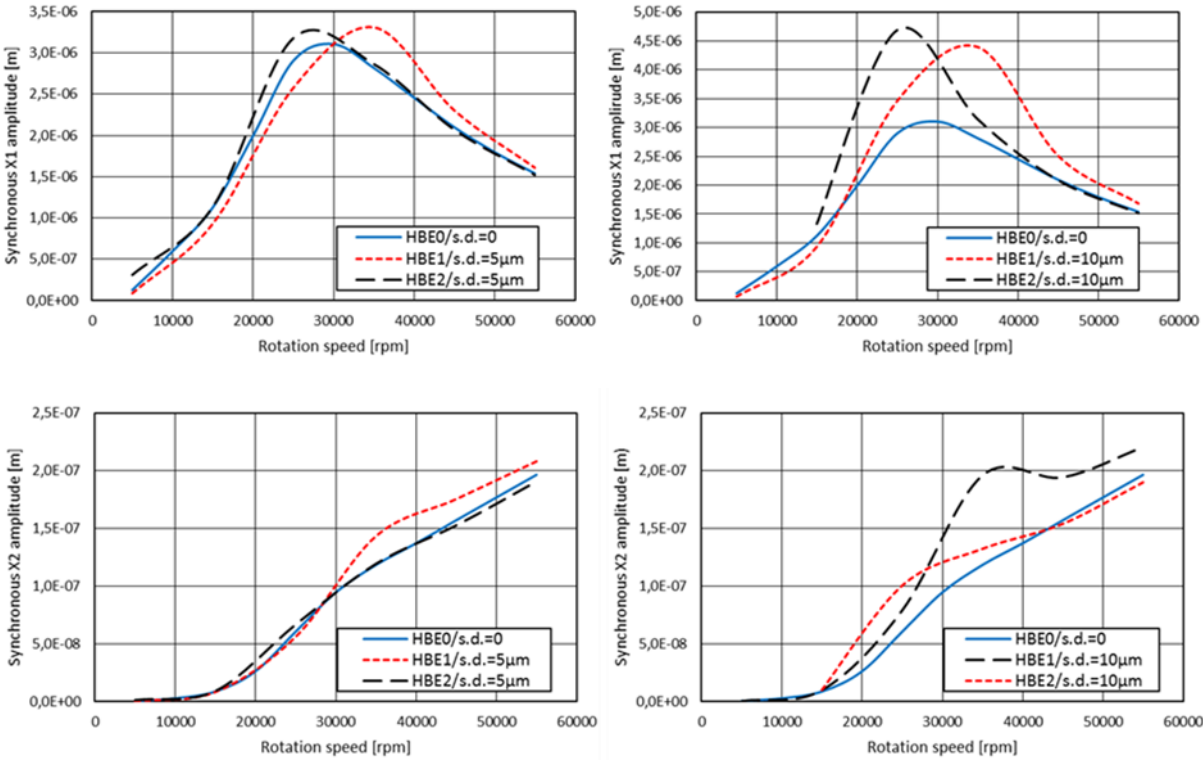 3,5E-06
3,0E-06
2,5E-06
2,0E-06
1,5E-06
1,0E-06
5,0E-07
0,0E+00
Synchronous X1 amplitude [m]
HBE0/s.d.=0
HBE1/s.d.=5μm
HBE2/s.d.=5μm
0 10000 20000 30000 40000 50000 60000
Rotation speed [rpm]
5,0E-06
4,5E-06
4,0E-06
3,5E-06
3,0E-06
2,5E-06
2,0E-06
1,5E-06
1,0E-06
5,0E-07
0,0E+00
Synchronous X1 amplirude [m]
HBE0/s.d.=0
HBE1/s.d.=10μm
HBE2/s.d.=10μm
0 10000 20000 30000 40000 50000 60000
Rotation speed [rpm]
2,5E-07
2,0E-07
1,5E-07
1,0E-07
5,0E-08
0,0E+00
Synchronous X2 amplitude [m]
HBE0/s.d.=0
HBE1/s.d.=5μm
HBE2/s.d.=5μm
0 10000 20000 30000 40000 50000 60000
Rotation speed [rpm]
2,5E-07
2,0E-07
1,5E-07
1,0E-07
5,0E-08
0,0E+00
Synchronous X2 amplitude [m)
HBE0/s.d.=0
HBE1/s.d.=10μm
HBE2/s.d.=10μm
0 10000 20000 30000 40000 50000 60000
Rotation speed [rpm]